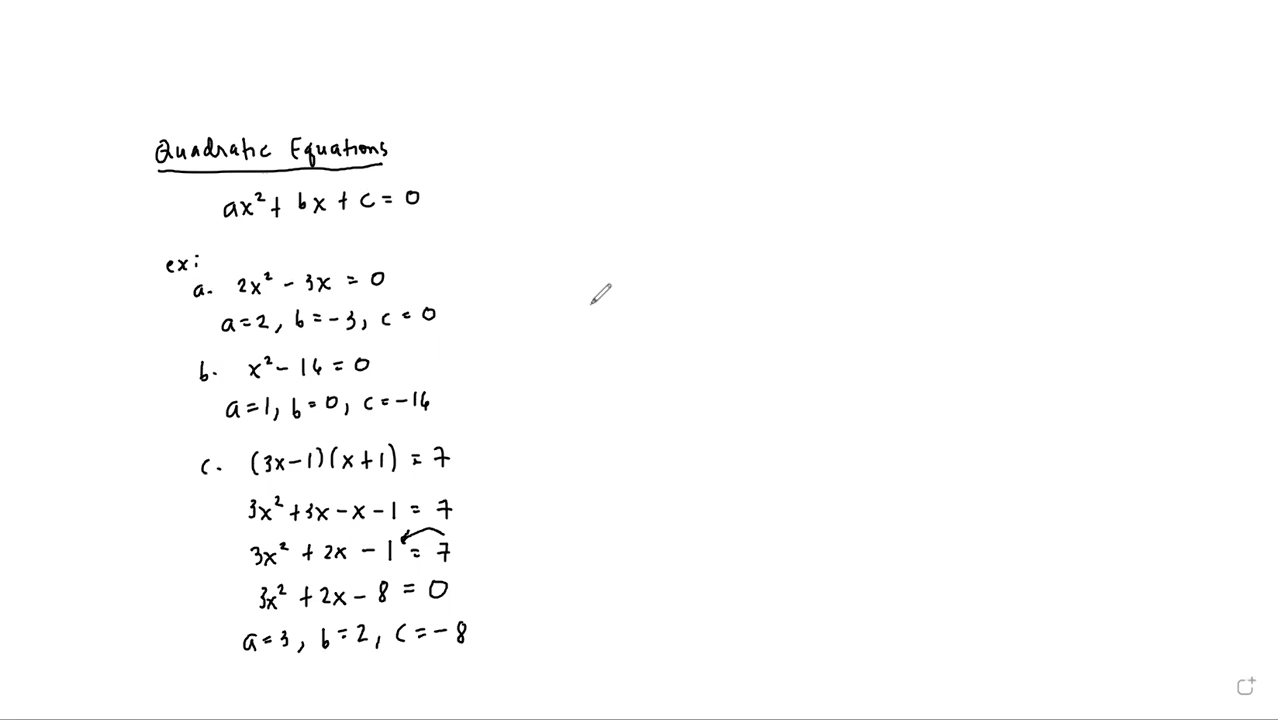 Quadratic Equations
ax² + bx + c = 0
ex:
a. 2x² - 3x = 0
a = 2, b = -3, c = 0
b. x² - 16 = 0
a = 1, b = 0, c = -16
c. (3x - 1)(x + 1) = 7
3x² + 3x - x - 1 = 7
3x² + 2x - 1 = 7
3x² + 2x - 8 = 0
a = 3, b = 2, c = -8